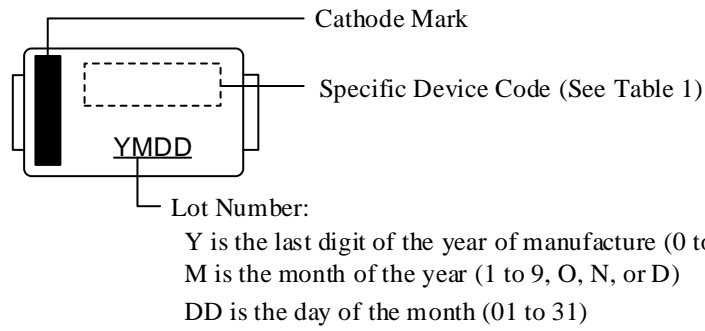 Cathode Mark
Specific Device Code (See Table 1)
YMDD
Lot Number:
Y is the last digit of the year of manufacture (0 t
M is the month of the year (1 to 9, O, N, or D)
DD is the day of the month (01 to 31)